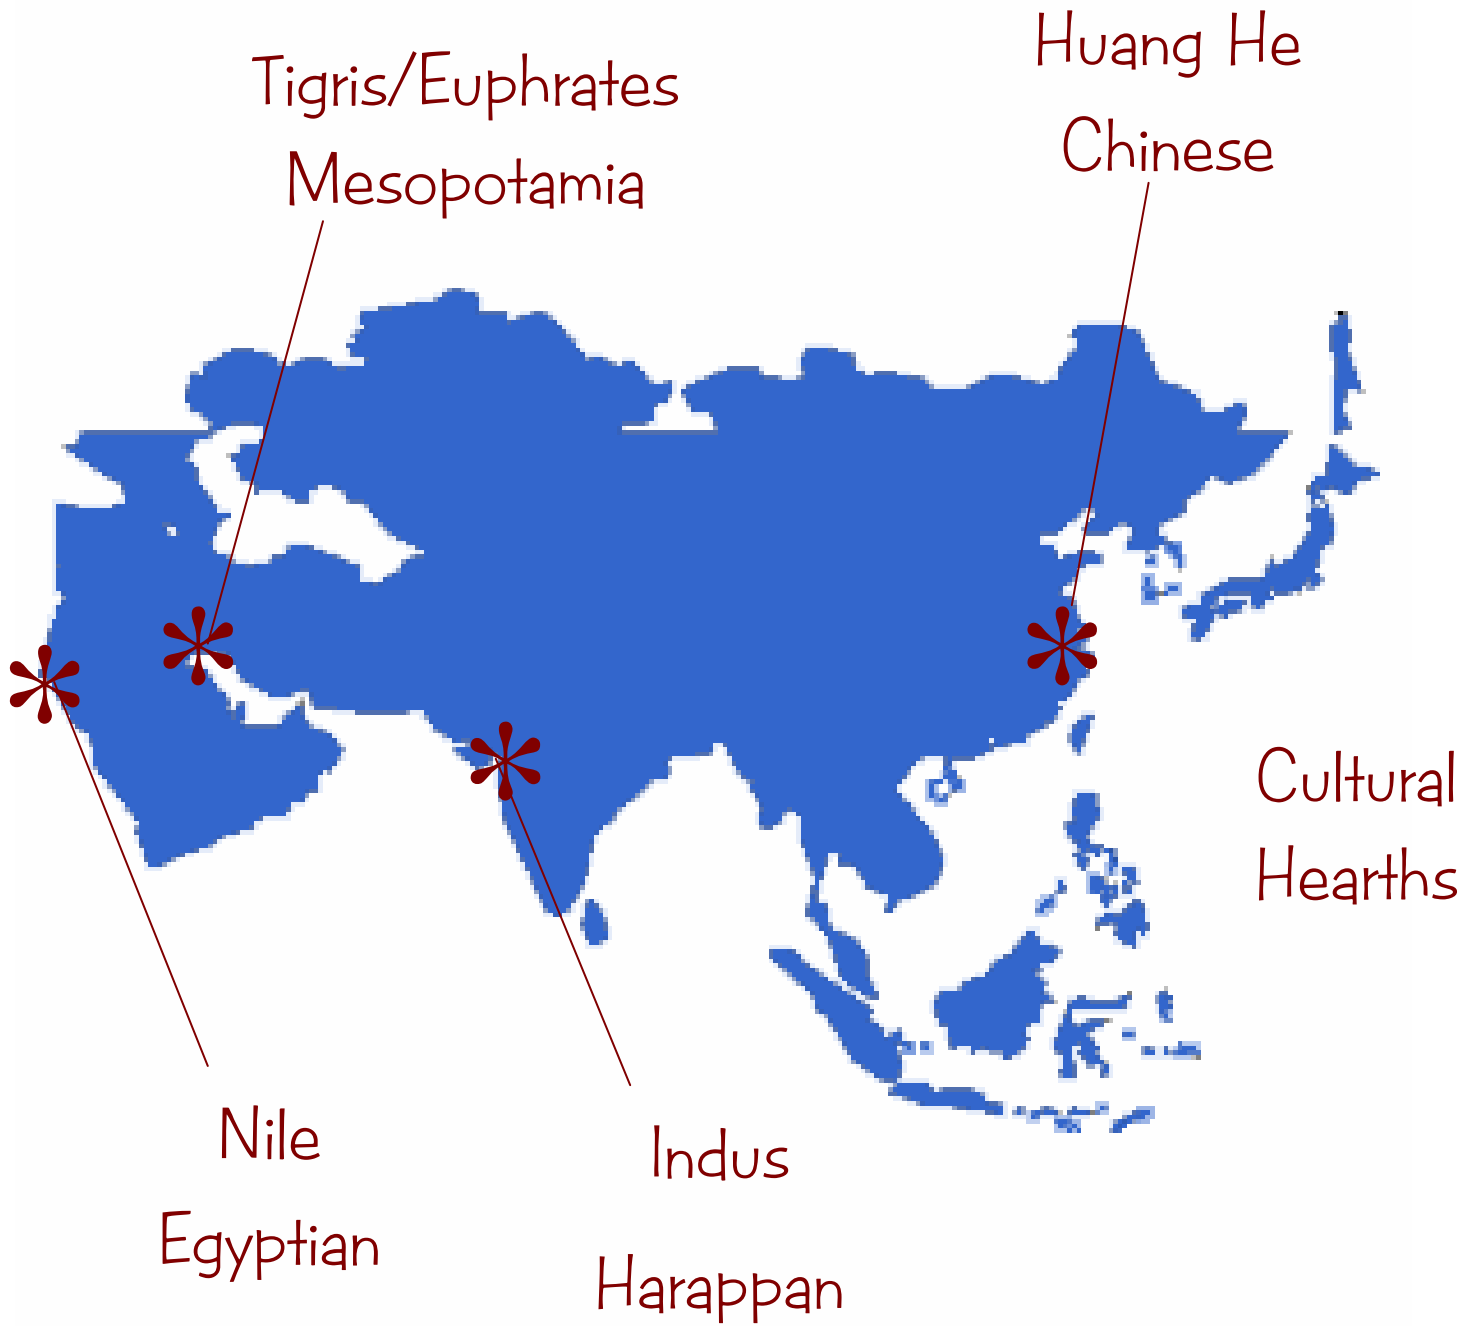 Tigris/Euphrates
Mesopotamia
Huang He
Chinese
Cultural
Hearths
Nile
Egyptian
Indus
Harappan